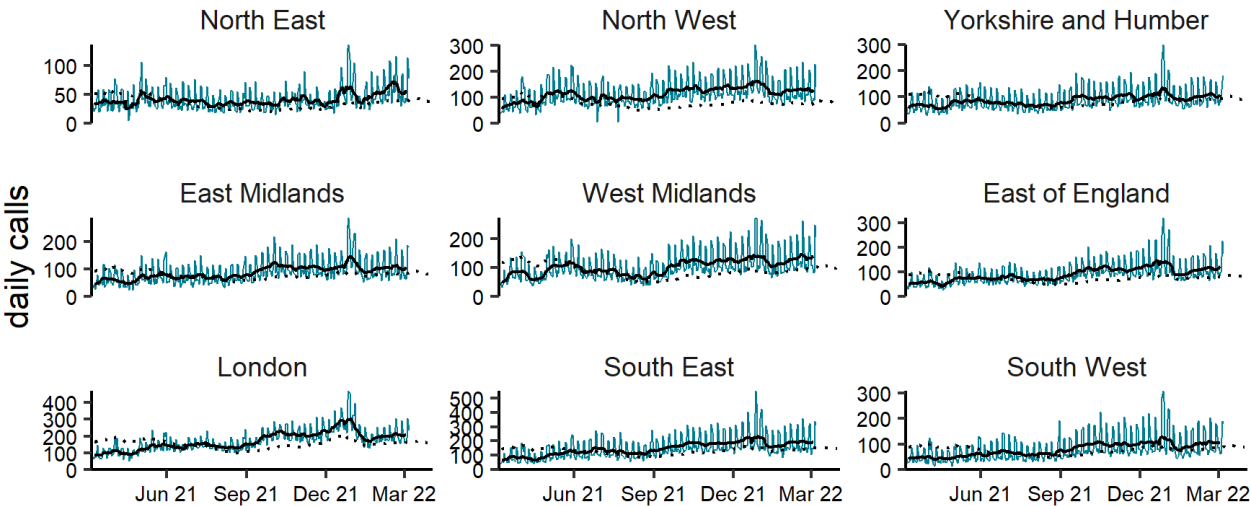 North East
North West
Yorkshire and Humber
100
50
0
300
200
100
0
300
200
100
0
daily calls
East Midlands
West Midlands
East of England
200
100
0
200
100
0
300
200
100
0
London
South East
South West
400
300
200
100
0
500
400
300
200
100
0
300
200
100
0
Jun 21 Sep 21 Dec 21 Mar 22
Jun 21 Sep 21 Dec 21 Mar 22
Jun 21 Sep 21 Dec 21 Mar 22